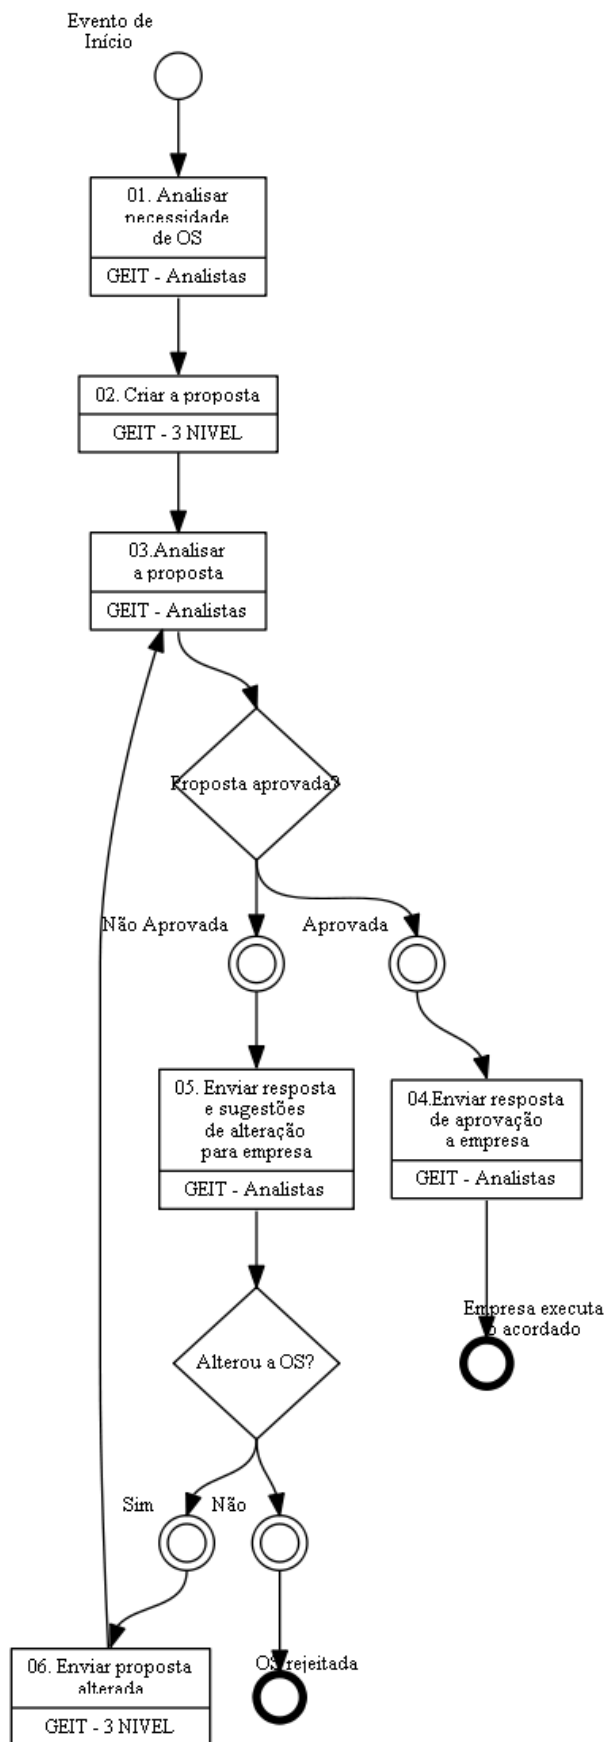 Evento de
Início
01. Analisar
necessidade
de OS
GEIT - Analistas
02. Criar a proposta
GEIT - 3 NIVEL
03.Analisar
a proposta
GEIT - Analistas
Proposta aprovada?
Não Aprovada
Aprovada
05. Enviar resposta
e sugestões
de alteração
para empresa
GEIT - Analistas
04.Enviar resposta
de aprovação
a empresa
GEIT - Analistas
Empresa executa
o acordado
Alterou a OS?
Sim
Não
OS rejeitada
06. Enviar proposta
alterada
GEIT - 3 NIVEL